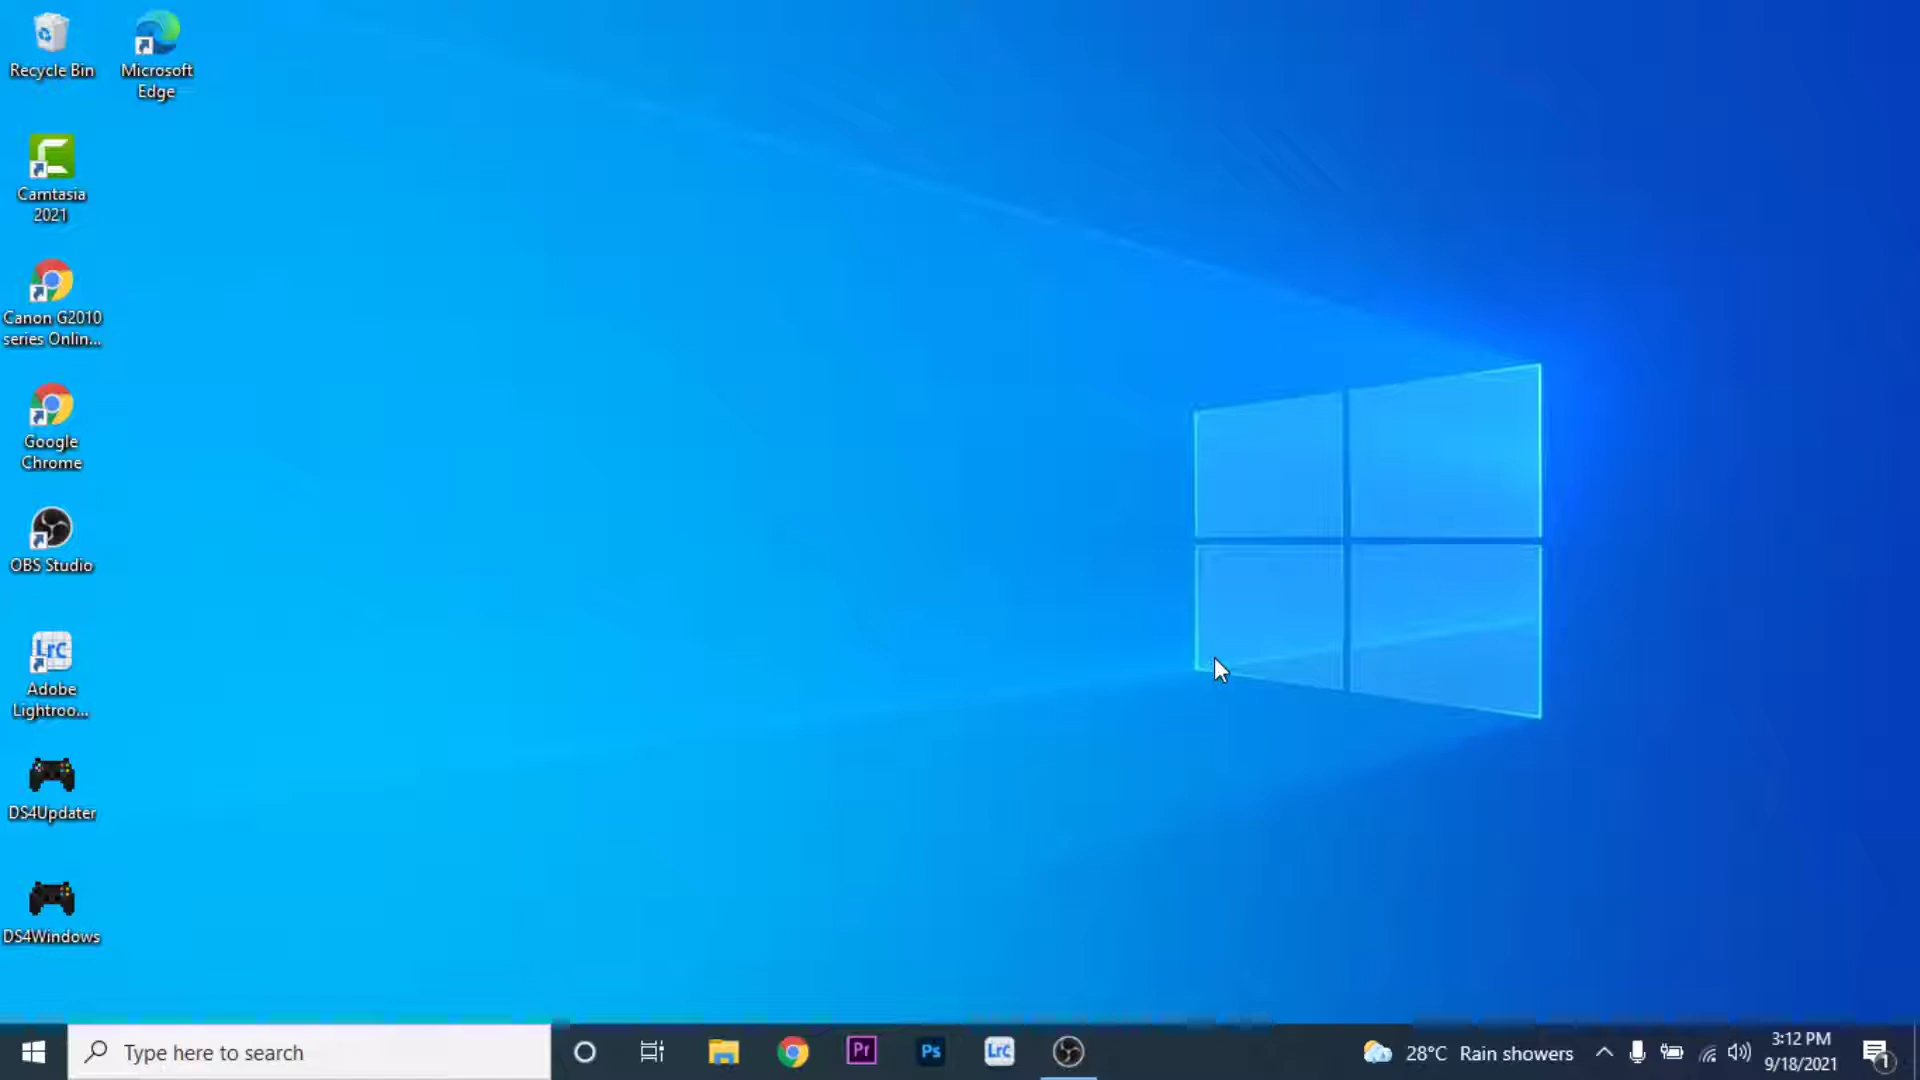 Recycle Bin
Microsoft
Edge
Camtasia
2021
Canon G2010
series Onlin...
Google
Chrome
OBS Studio
Lrc
Adobe
Lightroo...
DS4Updater
DS4Windows
Type here to search
Pr
Ps
Lrc
28°C Rain showers
3:12 PM
9/18/2021
1